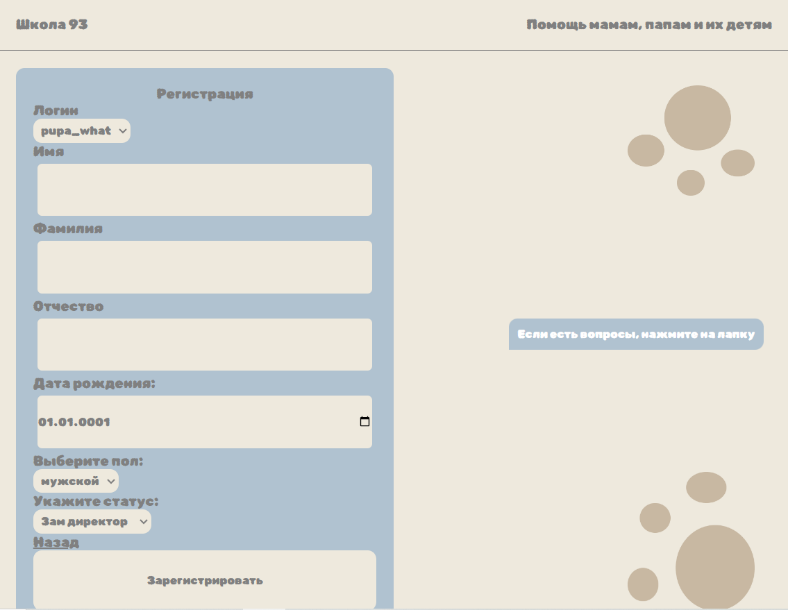 Школа 93
Помощь мамам, папам и их детям
Регистрация
Логин
pupa_what
Имя
Фамилия
Отчество
Дата рождения:
01.01.0001
Если есть вопросы, нажмите на лапку
Выберите пол:
мужской
Укажите статус:
Зам директор
Назад
Зарегистрировать